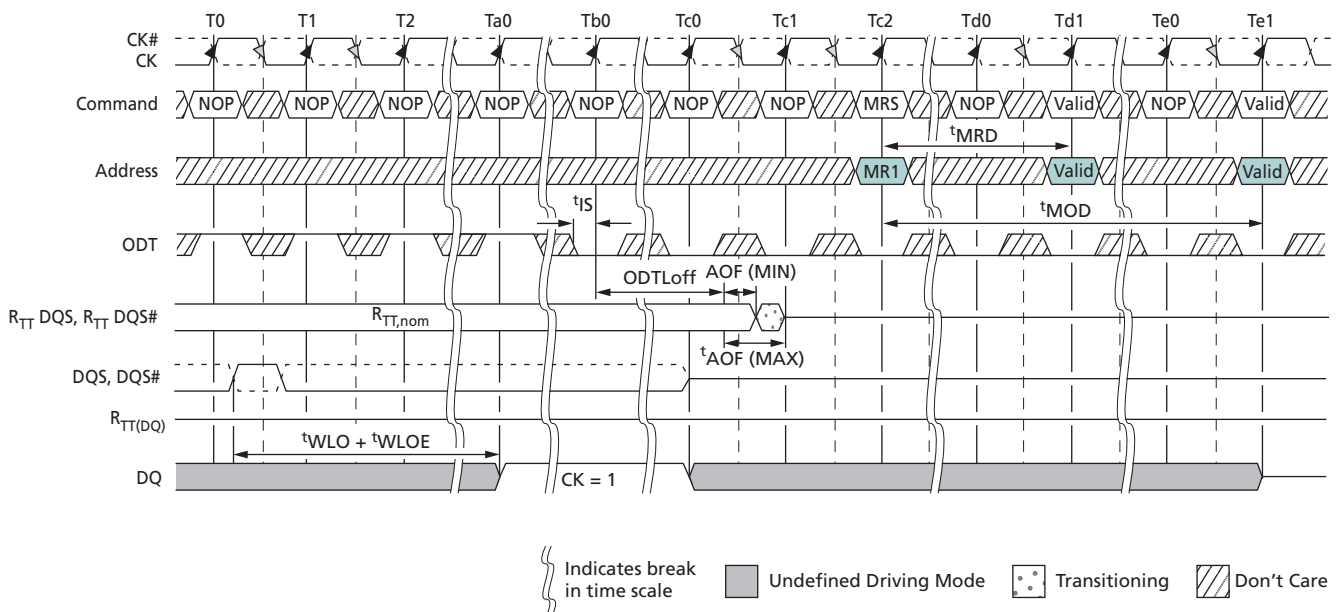 T0 T1 T2 Ta0 Tb0 Tc0 Tc1 Tc2 Td0 Td1 Te0 Te1
CK#
CK
Command NOP NOP NOP NOP NOP NOP NOP MRS NOP Valid NOP Valid
tMRD
Address MR1 Valid Valid
tIS
tMOD
ODT
ODTLoff AOF (MIN)
RTT DQS, RTT DQS# RTT,nom
tAOF (MAX)
DQS, DQS#
RTT(DQ)
tWLO + tWLOE
DQ CK = 1
Indicates break
in time scale
Undefined Driving Mode Transitioning Don't Care